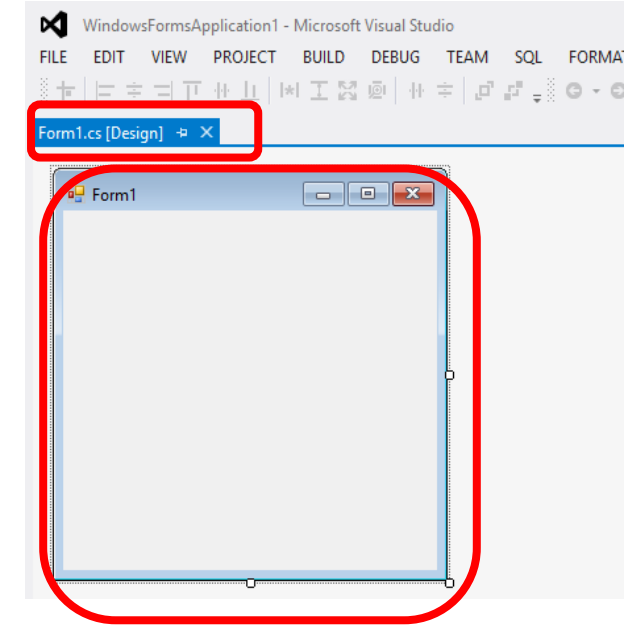 WindowsFormsApplication1 - Microsoft Visual Studio
FILE EDIT VIEW PROJECT BUILD DEBUG TEAM SQL FORMAT
Form1.cs [Design]
Form1